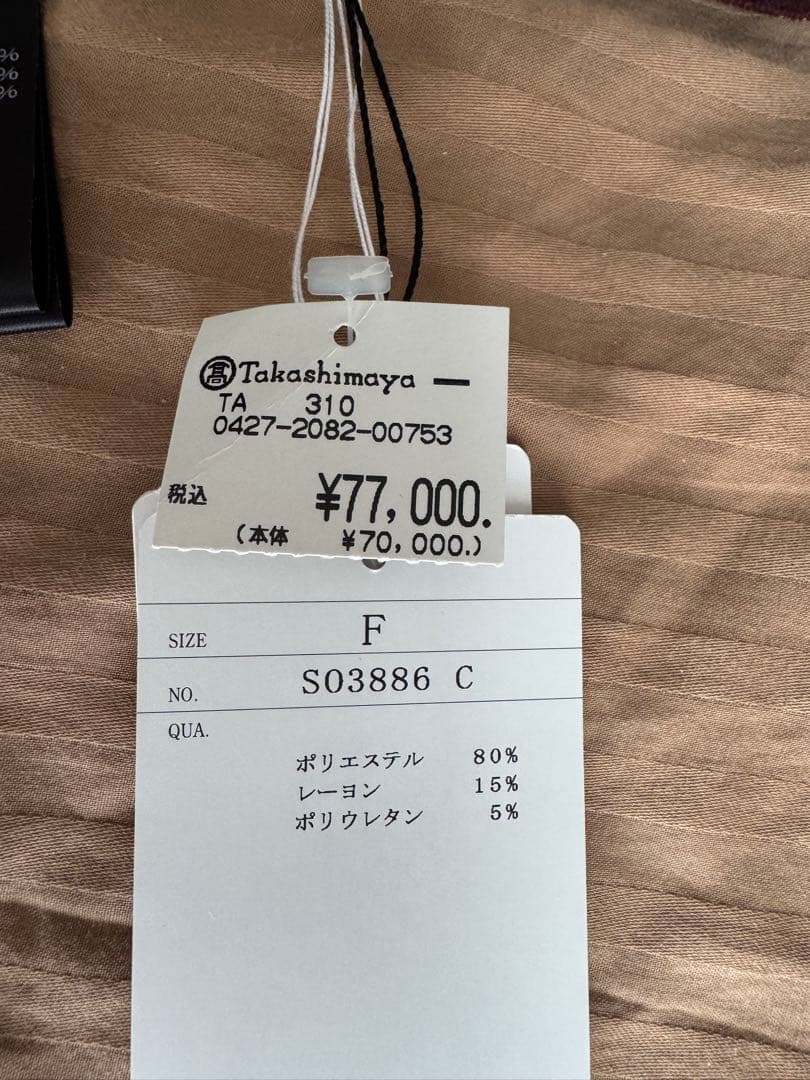 %
%
%
髙 Takashimaya
TA 310
0427-2082-00753
税込 ¥77,000.
(本体 ¥70,000.)
SIZE F
NO. S03886 C
QUA.
ポリエステル 80%
レーヨン 15%
ポリウレタン 5%